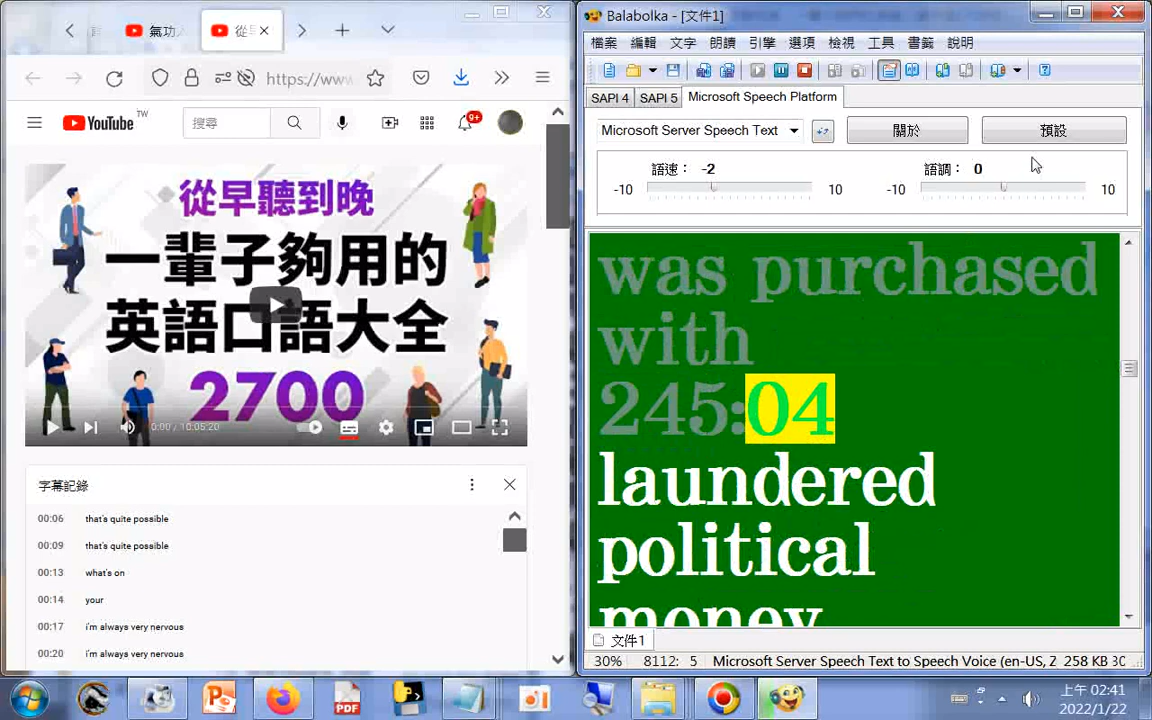 氣功
從
https://www
YouTube TW
搜尋
9+
從早聽到晚
一輩子夠用的
英語口語大全
2700
0:00 / 10:05:20
字幕記錄
00:06 that's quite possible
00:09 that's quite possible
00:13 what's on
00:14 your
00:17 i'm always very nervous
00:20 i'm always very nervous
Balabolka - [文件1]
檔案 編輯 文字 朗讀 引擎 選項 檢視 工具 書籤 說明
SAPI 4 SAPI 5 Microsoft Speech Platform
Microsoft Server Speech Text
關於
預設
語速： -2
-10 10
語調： 0
-10 10
was purchased
with
245:04
laundered
political
money
文件1
30% 8112: 5 Microsoft Server Speech Text to Speech Voice (en-US, Z 258 KB
PDF
上午 02:41
2022/1/22